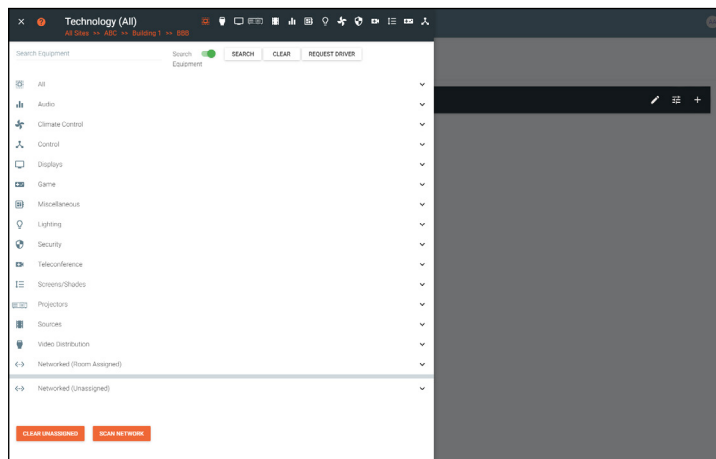 Technology (All)
All Sites ›› ABC ›› Building 1 ›› BBB
Search Equipment
Search Equipment
SEARCH
CLEAR
REQUEST DRIVER
All
Audio
Climate Control
Control
Displays
Game
Miscellaneous
Lighting
Security
Teleconference
Screens/Shades
Projectors
Sources
Video Distribution
Networked (Room Assigned)
Networked (Unassigned)
CLEAR UNASSIGNED
SCAN NETWORK